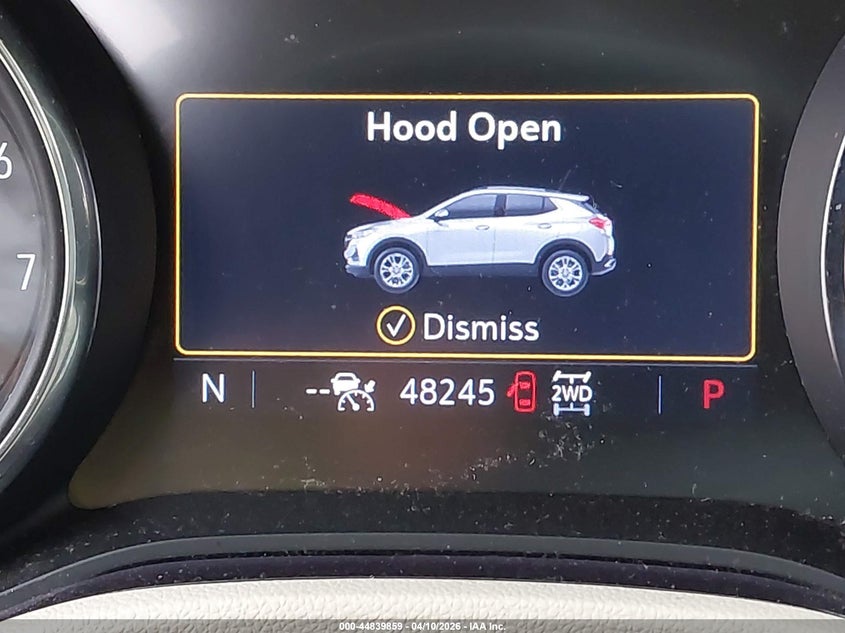 6
7
Hood Open
Dismiss
N 48245 2WD P
000-44839859 - 04/10/2026 - IAA Inc.